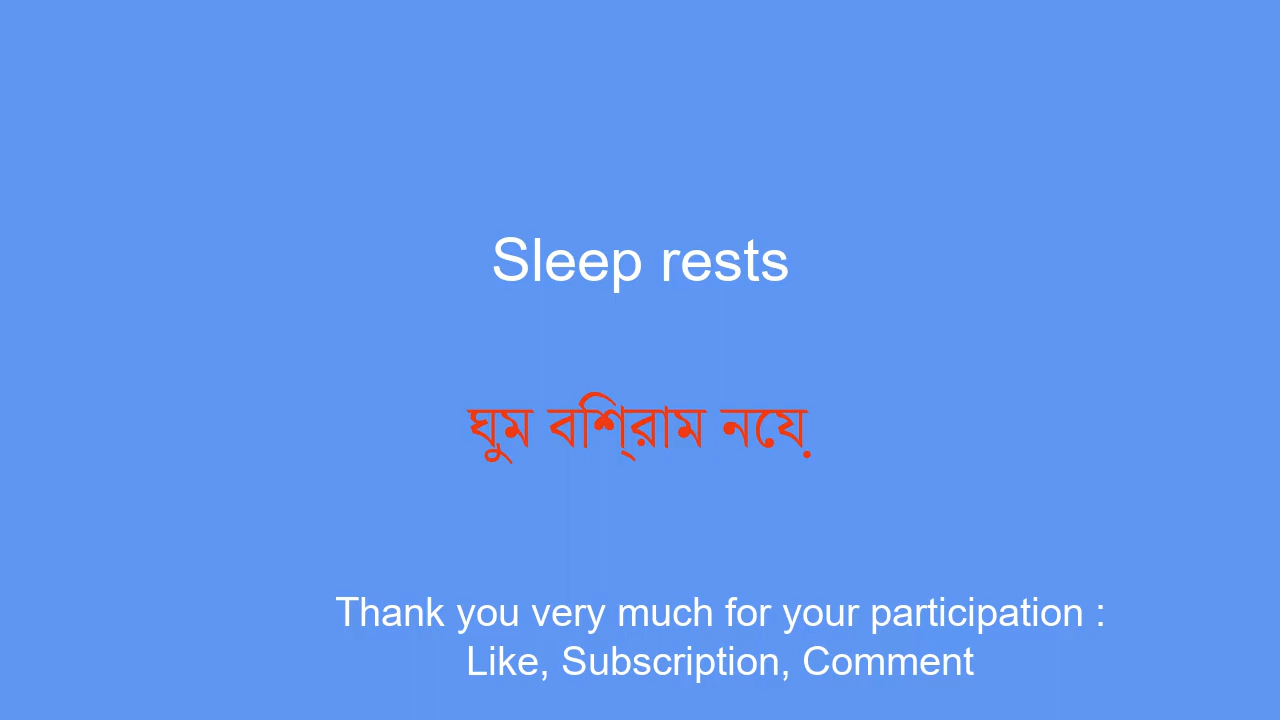 Sleep rests
ঘুম বিশ্রাম নেয়
Thank you very much for your participation :
Like, Subscription, Comment